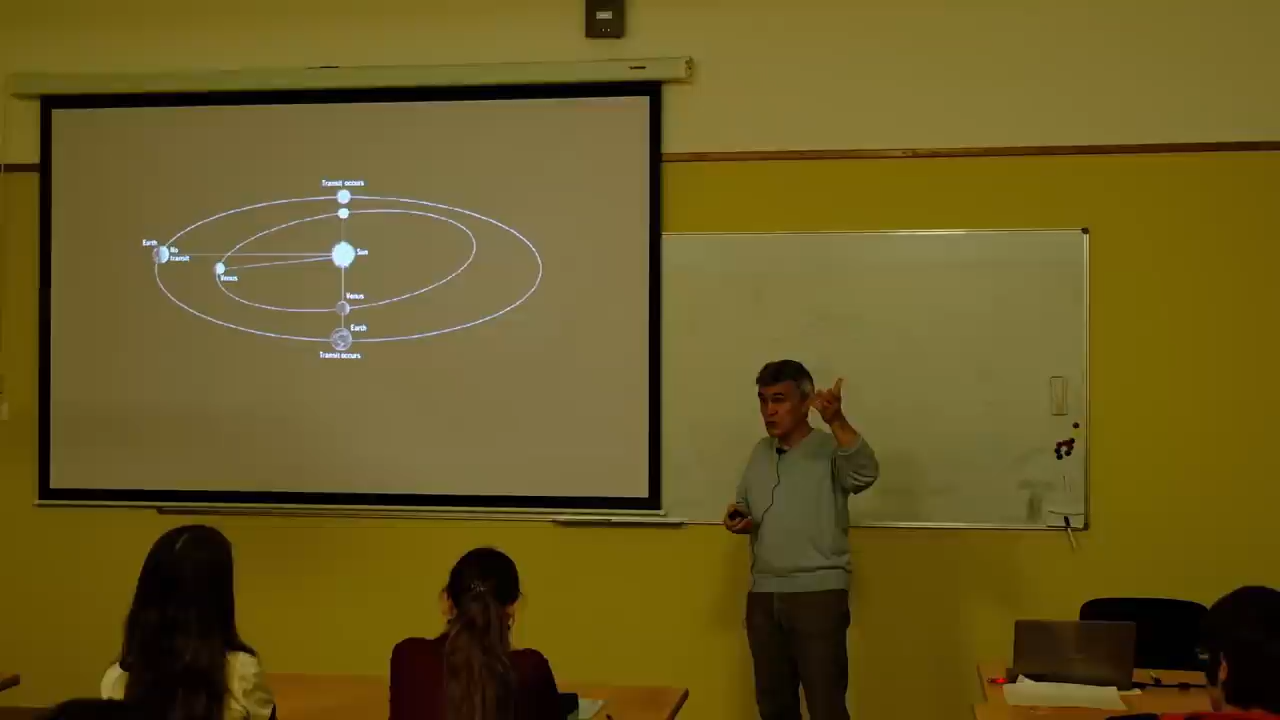 Transit occurs
Earth
No
transit
Sun
Venus
Venus
Earth
Transit occurs